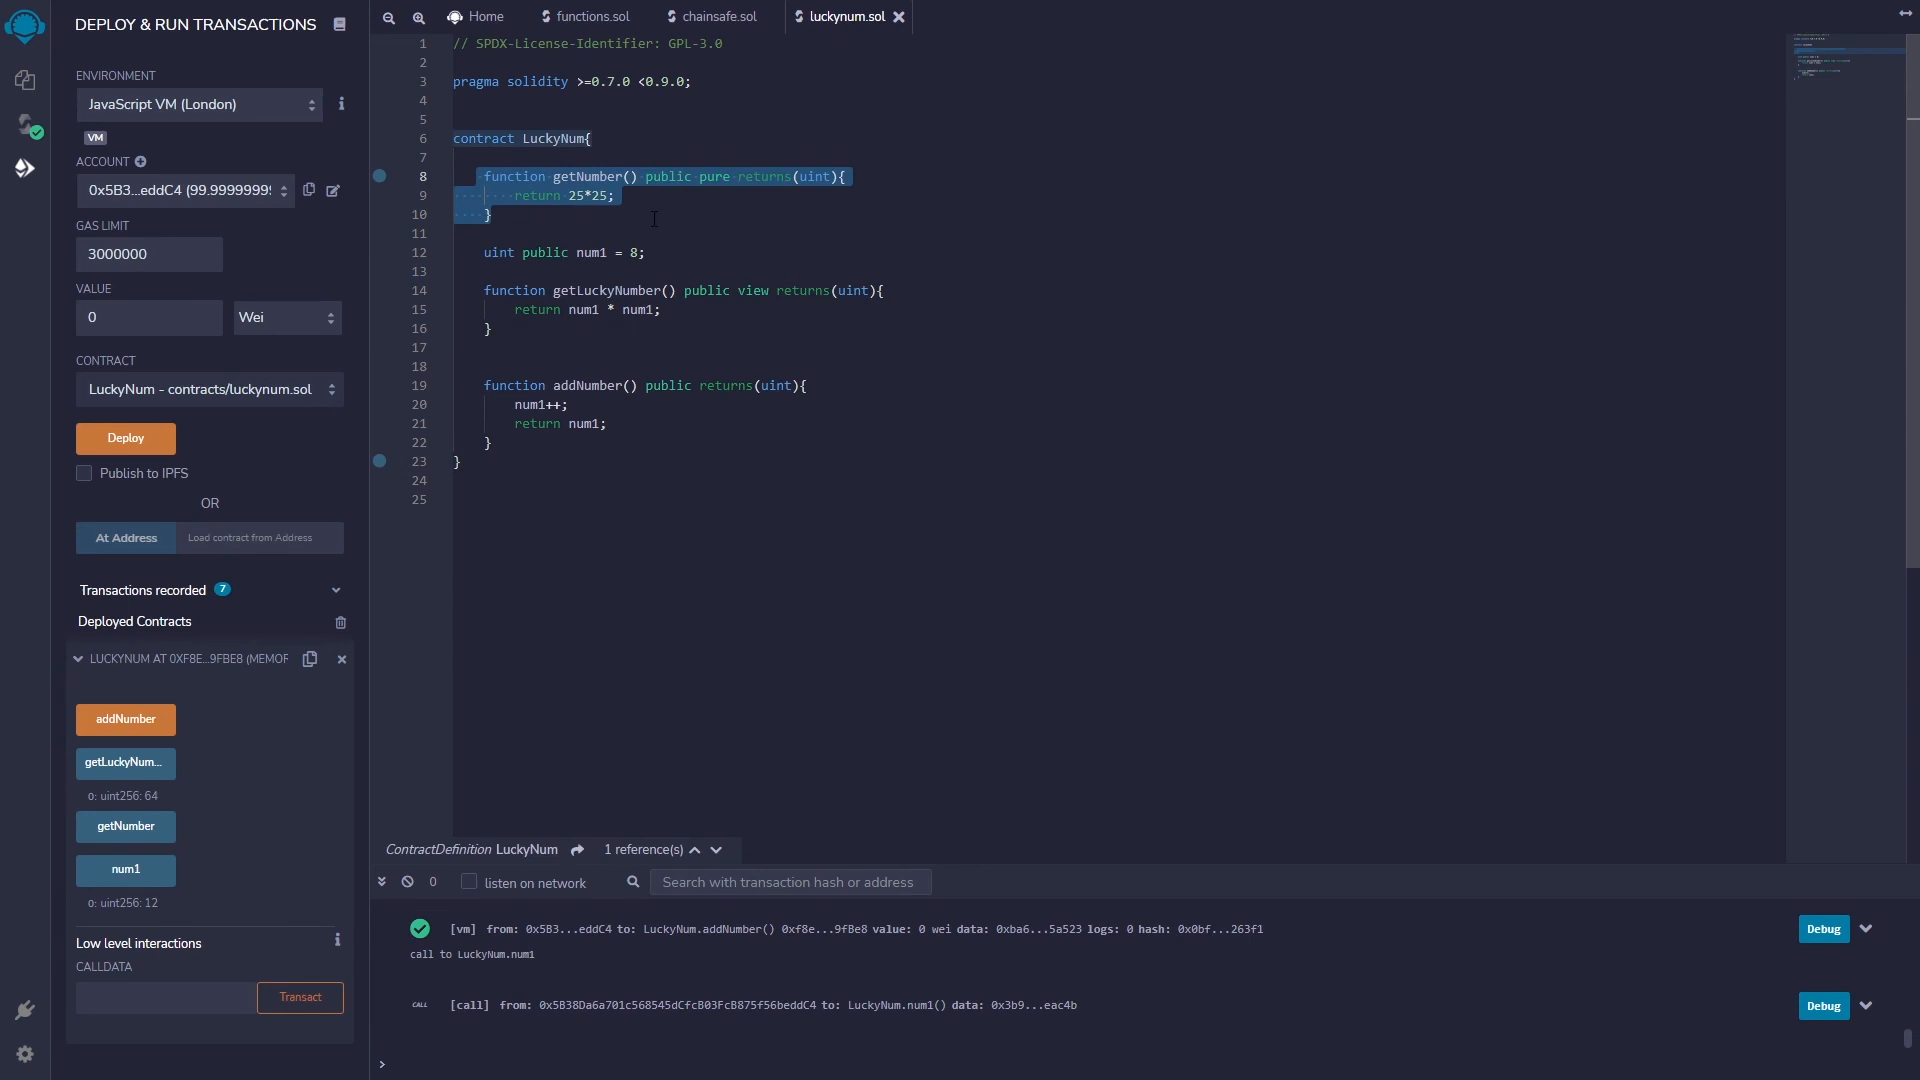 DEPLOY & RUN TRANSACTIONS
ENVIRONMENT
JavaScript VM (London)
VM
ACCOUNT
0x5B3...eddC4 (99.9999999
GAS LIMIT
3000000
VALUE
0
Wei
CONTRACT
LuckyNum - contracts/luckynum.sol
Deploy
Publish to IPFS
OR
At Address
Load contract from Address
Transactions recorded 7
Deployed Contracts
LUCKYNUM AT 0XF8E...9FBE8 (MEMOR
addNumber
getLuckyNum...
0: uint256: 64
getNumber
num1
0: uint256: 12
Low level interactions
CALLDATA
Transact
Home functions.sol chainsafe.sol luckynum.sol
1 // SPDX-License-Identifier: GPL-3.0
2
3 pragma solidity >=0.7.0 <0.9.0;
4
5
6 contract LuckyNum{
7
8 function getNumber() public pure returns(uint){
9 return 25*25;
10 }
11
12 uint public num1 = 8;
13
14 function getLuckyNumber() public view returns(uint){
15 return num1 * num1;
16 }
17
18
19 function addNumber() public returns(uint){
20 num1++;
21 return num1;
22 }
23 }
24
25
ContractDefinition LuckyNum 1 reference(s)
0 listen on network Search with transaction hash or address
[vm] from: 0x5B3...eddC4 to: LuckyNum.addNumber() 0xf8e...9fBe8 value: 0 wei data: 0xba6...5a523 logs: 0 hash: 0x0bf...263f1 Debug
call to LuckyNum.num1
CALL [call] from: 0x5B38Da6a701c568545dCfcB03FcB875f56beddC4 to: LuckyNum.num1() data: 0x3b9...eac4b Debug
>